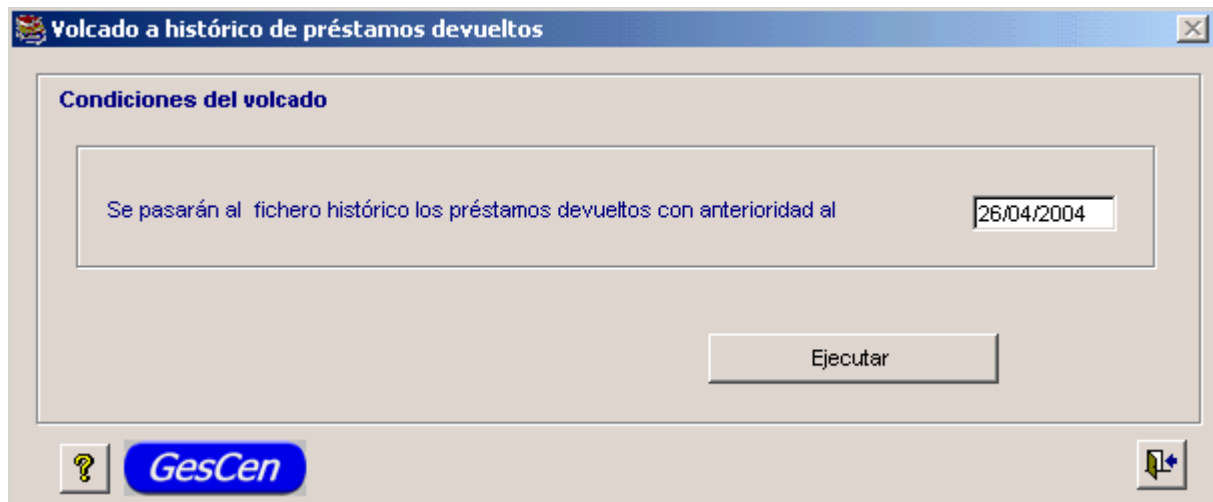 Volcado a histórico de préstamos devueltos
Condiciones del volcado
Se pasarán al fichero histórico los préstamos devueltos con anterioridad al 26/04/2004
Ejecutar
? GesCen